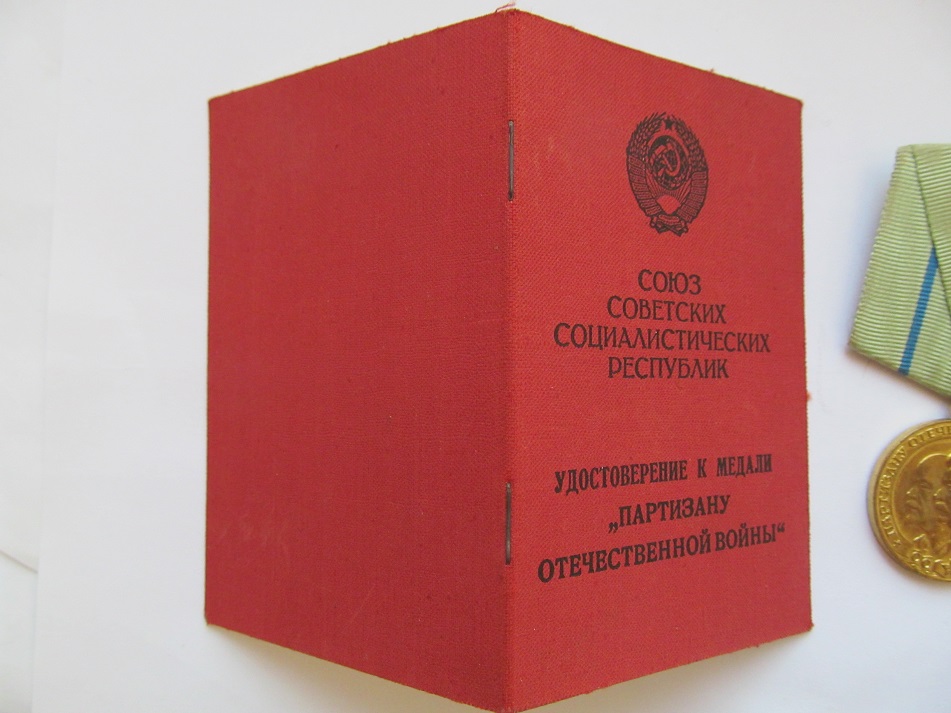 СОЮЗ
СОВЕТСКИХ
СОЦИАЛИСТИЧЕСКИХ
РЕСПУБЛИК
УДОСТОВЕРЕНИЕ К МЕДАЛИ
„ПАРТИЗАНУ
ОТЕЧЕСТВЕННОЙ ВОЙНЫ“